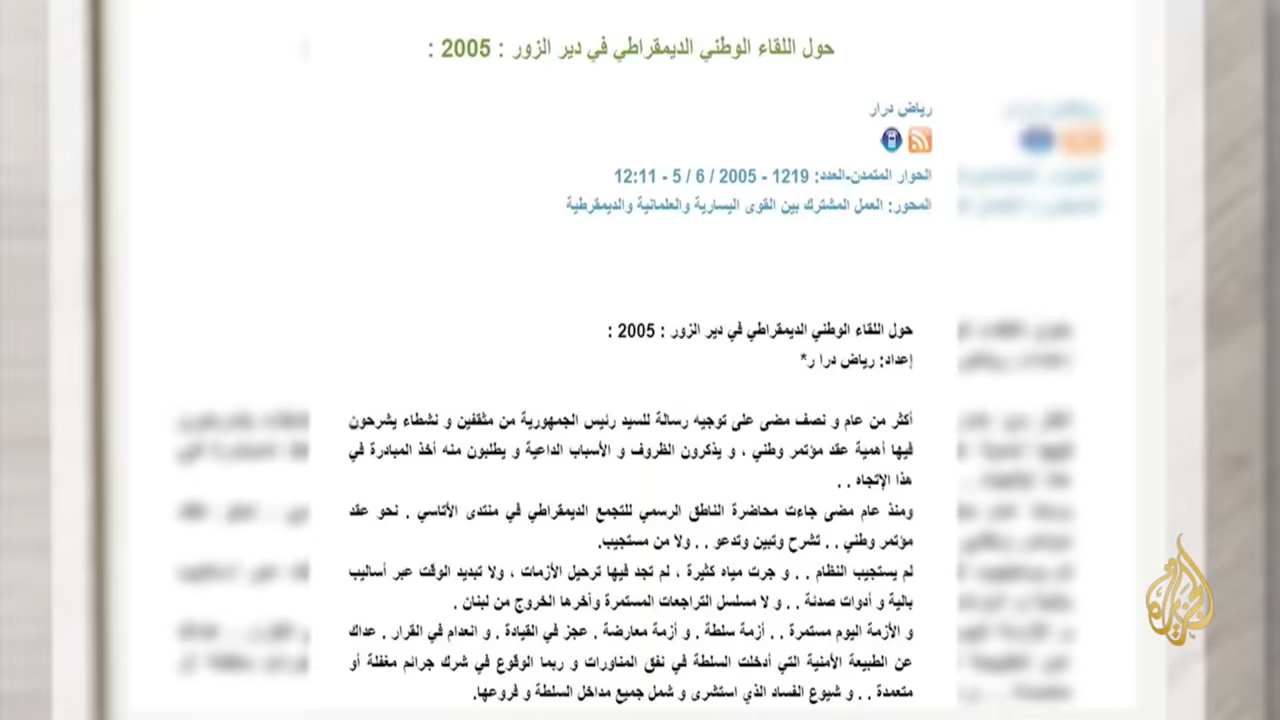 حول اللقاء الوطني الديمقراطي في دير الزور : 2005 :
رياض درار
الحوار المتمدن-العدد: 1219 - 2005 / 6 / 5 - 12:11
المحور: العمل المشترك بين القوى اليسارية والعلمانية والديمقرطية
حول اللقاء الوطني الديمقراطي في دير الزور : 2005 :
إعداد: رياض درا ر*
أكثر من عام و نصف مضى على توجيه رسالة للسيد رئيس الجمهورية من مثقفين و نشطاء يشرحون
فيها أهمية عقد مؤتمر وطني ، و يذكرون الظروف و الأسباب الداعية و يطلبون منه أخذ المبادرة في
هذا الإتجاه . .
ومنذ عام مضى جاءت محاضرة الناطق الرسمي للتجمع الديمقراطي في منتدى الأتاسي . نحو عقد
مؤتمر وطني . . تشرح وتبين وتدعو . . ولا من مستجيب.
لم يستجيب النظام . . و جرت مياه كثيرة ، لم تجد فيها ترحيل الأزمات ، ولا تبديد الوقت عبر أساليب
بالية و أدوات صدئة . . و لا مسلسل التراجعات المستمرة وآخرها الخروج من لبنان .
و الأزمة اليوم مستمرة . . أزمة سلطة . و أزمة معارضة . عجز في القيادة . و انعدام في القرار . عداك
عن الطبيعة الأمنية التي أدخلت السلطة في نفق المناورات و ربما الوقوع في شرك جرائم مغفلة أو
متعمدة . . و شيوع الفساد الذي استشرى و شمل جميع مداخل السلطة و فروعها.